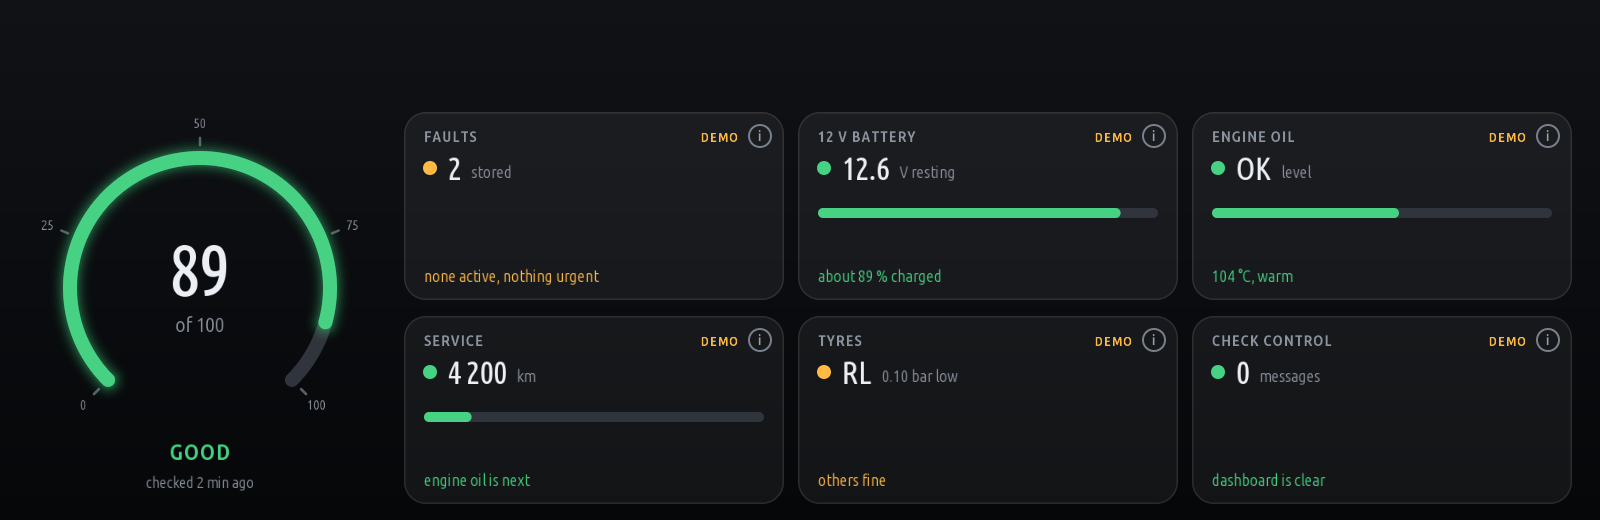 50
25
75
89
of 100
0
100
GOOD
checked 2 min ago
FAULTS DEMO i
2 stored
none active, nothing urgent
12 V BATTERY DEMO i
12.6 V resting
about 89 % charged
ENGINE OIL DEMO i
OK level
104 °C, warm
SERVICE DEMO i
4 200 km
engine oil is next
TYRES DEMO i
RL 0.10 bar low
others fine
CHECK CONTROL DEMO i
0 messages
dashboard is clear